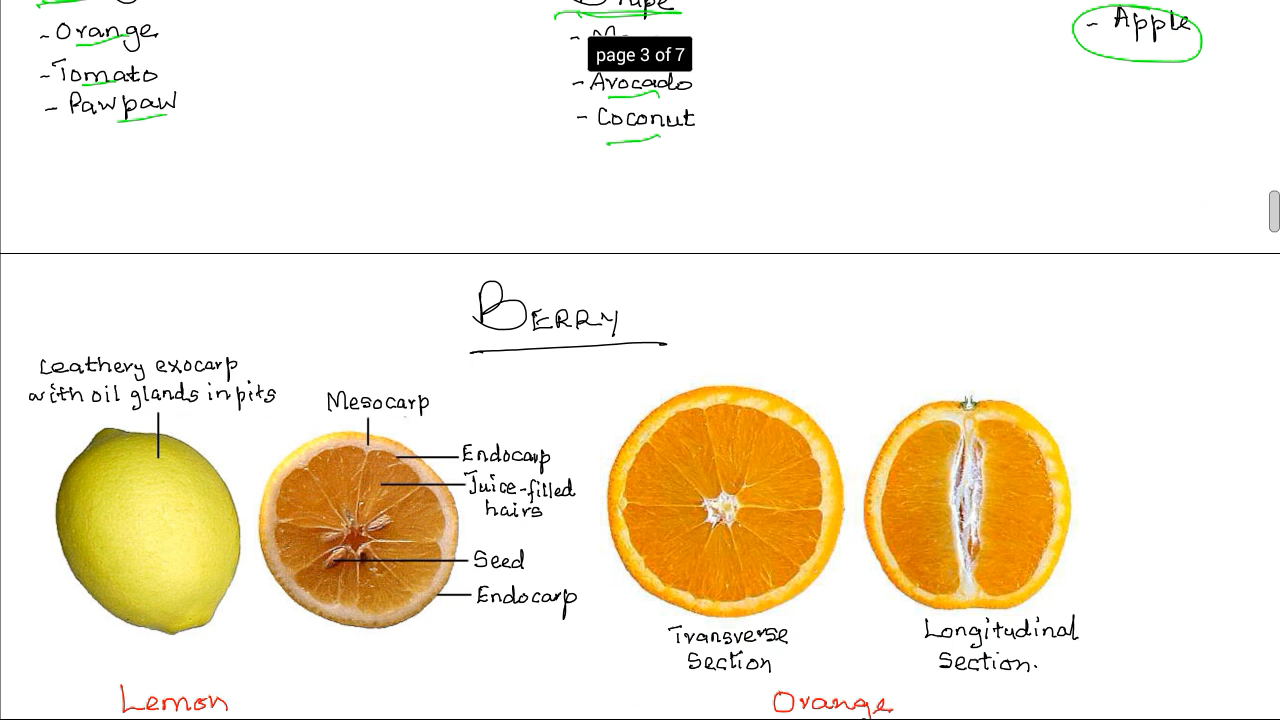 - Orange
- Tomato
- Pawpaw
page 3 of 7
- Avocado
- Coconut
- Apple
BERRY
Leathery exocarp
with oil glands in pits
Mesocarp
Endocarp
Juice-filled
hairs
Seed
Endocarp
Lemon
Transverse
Section
Longitudinal
Section.
Orange